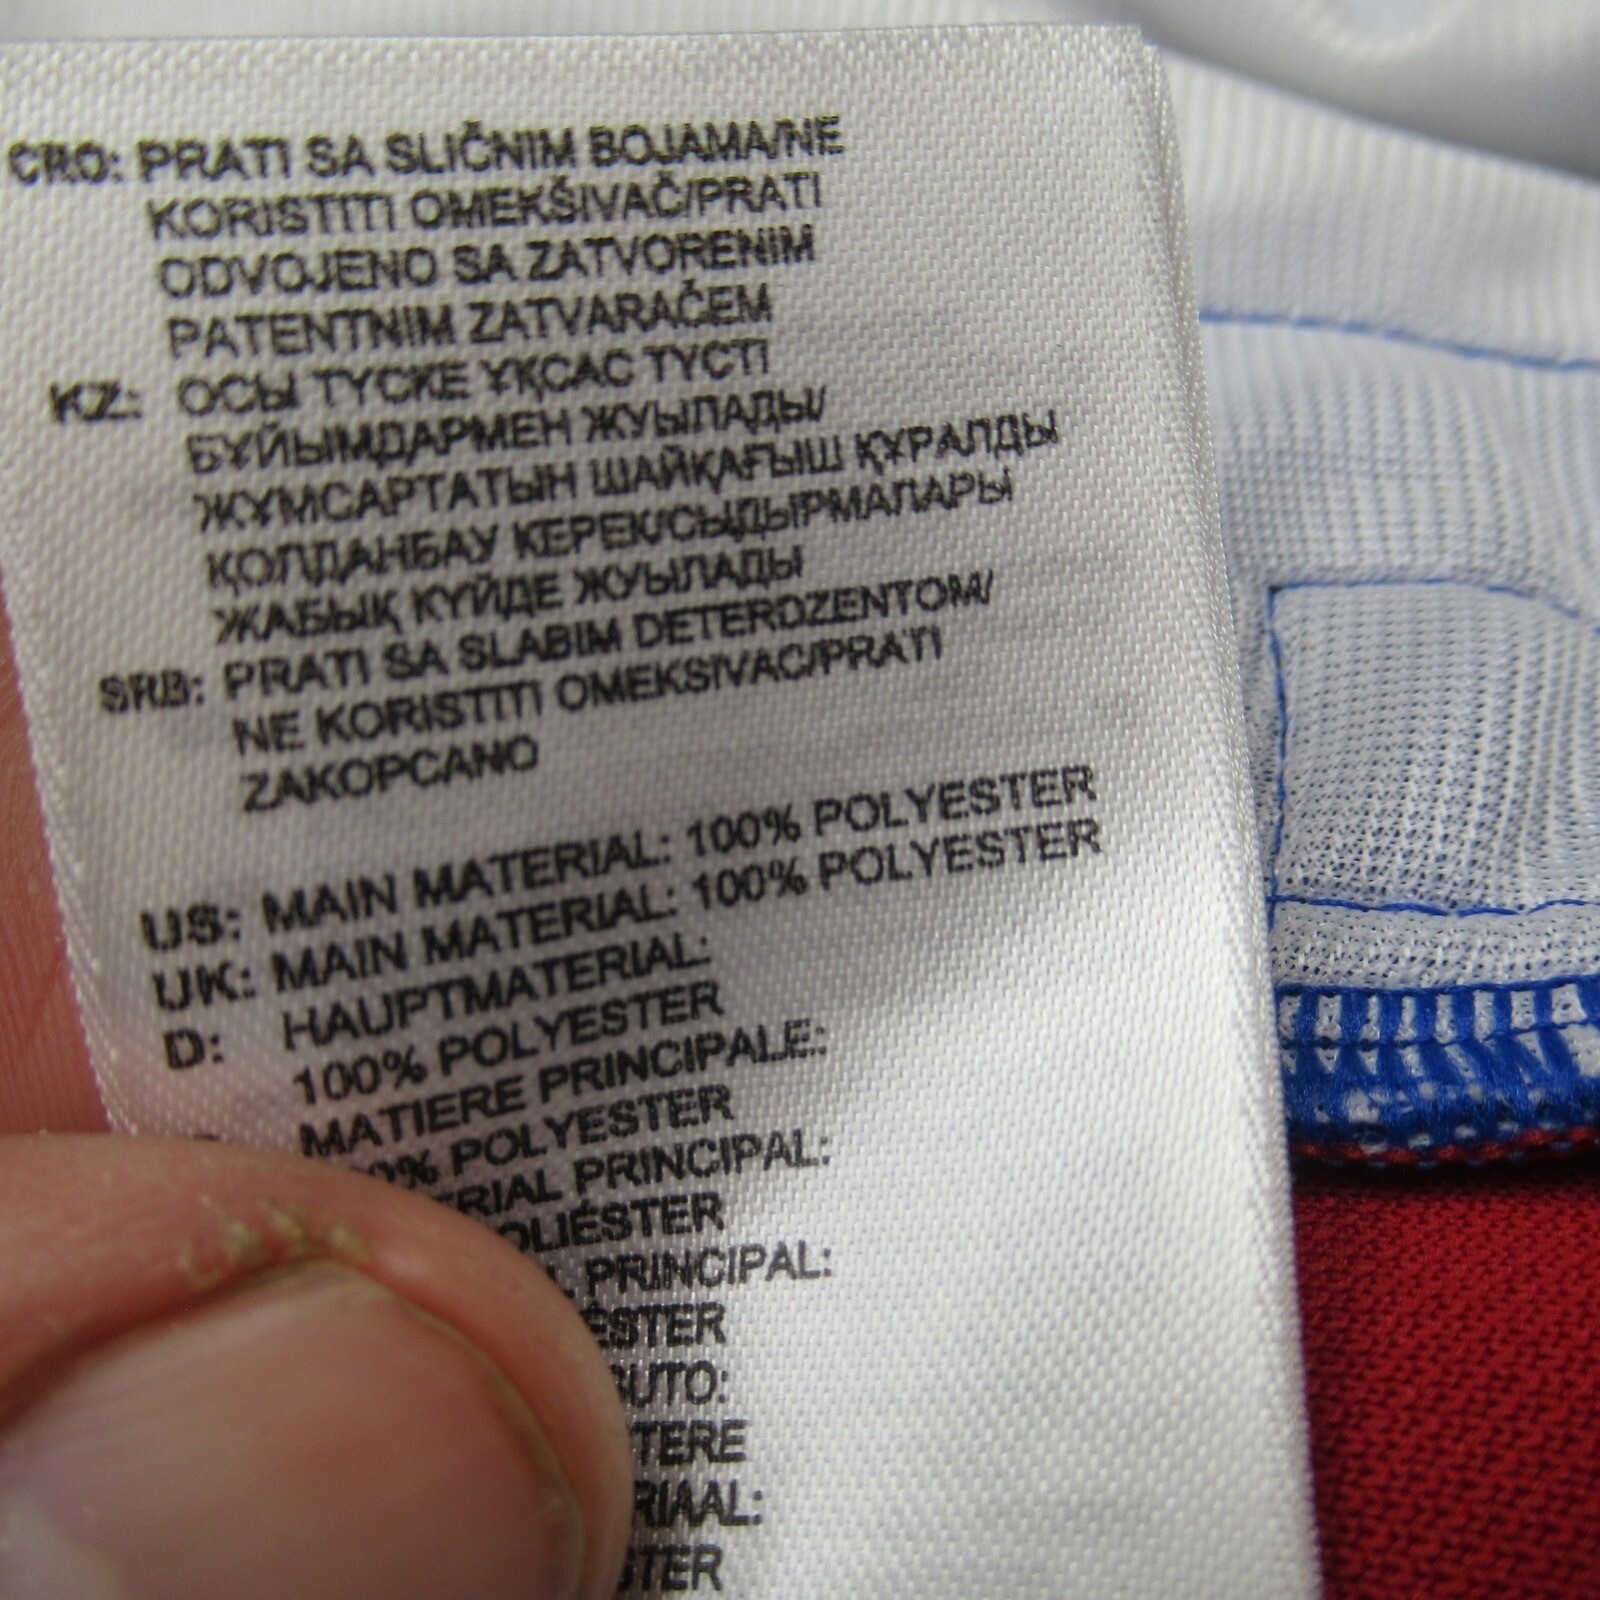 CRO: PRATI SA SLIČNIM BOJAMA/NE
KORISTITI OMEKŠIVAČ/PRATI
ODVOJENO SA ZATVORENIM
PATENTNIM ZATVARAČEM
KZ: ОСЫ ТҮСКЕ ҰҚСАС ТҮСТІ
БҰЙЫМДАРМЕН ЖУЫЛАДЫ/
ЖҰМСАРТАТЫН ШАЙҚАҒЫШ ҚҰРАЛДЫ
ҚОЛДАНБАУ КЕРЕК/СЫДЫРМАЛАРЫ
ЖАБЫҚ КҮЙДЕ ЖУЫЛАДЫ
SRB: PRATI SA SLABIM DETERDZENTOM/
NE KORISTITI OMEKSIVAC/PRATI
ZAKOPCANO
US: MAIN MATERIAL: 100% POLYESTER
UK: MAIN MATERIAL: 100% POLYESTER
D: HAUPTMATERIAL:
100% POLYESTER
MATIERE PRINCIPALE:
POLYESTER
PRINCIPAL:
PRINCIPAL: